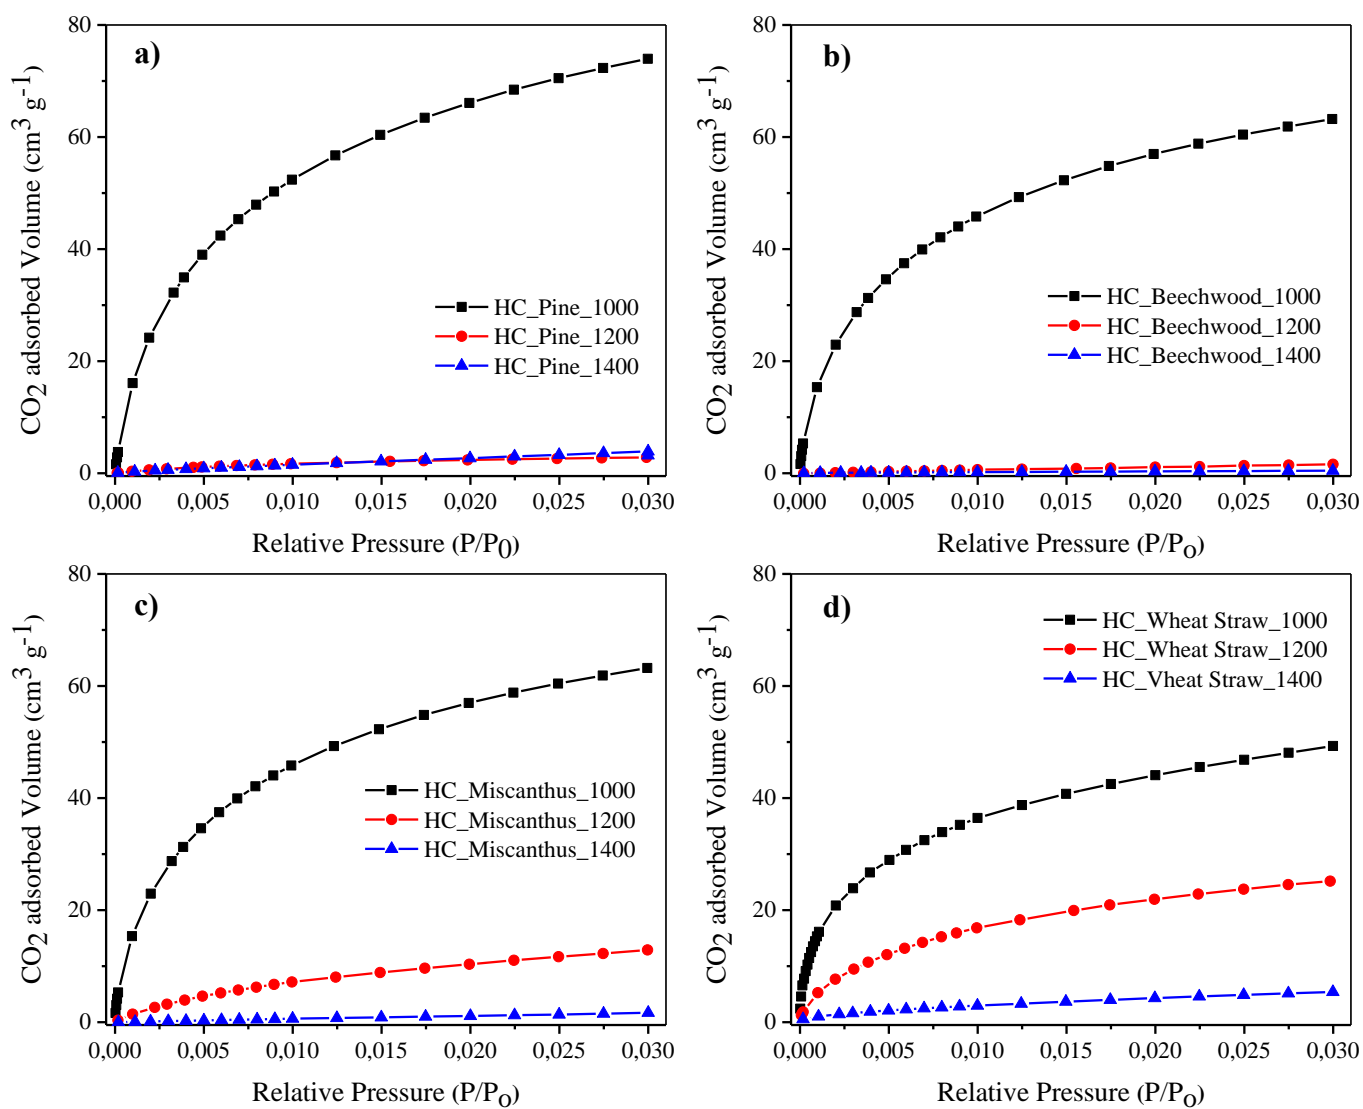 a)
CO2 adsorbed Volume (cm3 g-1)
80
60
40
20
0
HC_Pine_1000
HC_Pine_1200
HC_Pine_1400
0,000 0,005 0,010 0,015 0,020 0,025 0,030
Relative Pressure (P/P0)
b)
CO2 adsorbed Volume (cm3 g-1)
80
60
40
20
0
HC_Beechwood_1000
HC_Beechwood_1200
HC_Beechwood_1400
0,000 0,005 0,010 0,015 0,020 0,025 0,030
Relative Pressure (P/Po)
c)
CO2 adsorbed Volume (cm3 g-1)
80
60
40
20
0
HC_Miscanthus_1000
HC_Miscanthus_1200
HC_Miscanthus_1400
0,000 0,005 0,010 0,015 0,020 0,025 0,030
Relative Pressure (P/Po)
d)
CO2 adsorbed Volume (cm3 g-1)
80
60
40
20
0
HC_Wheat Straw_1000
HC_Wheat Straw_1200
HC_Vheat Straw_1400
0,000 0,005 0,010 0,015 0,020 0,025 0,030
Relative Pressure (P/Po)